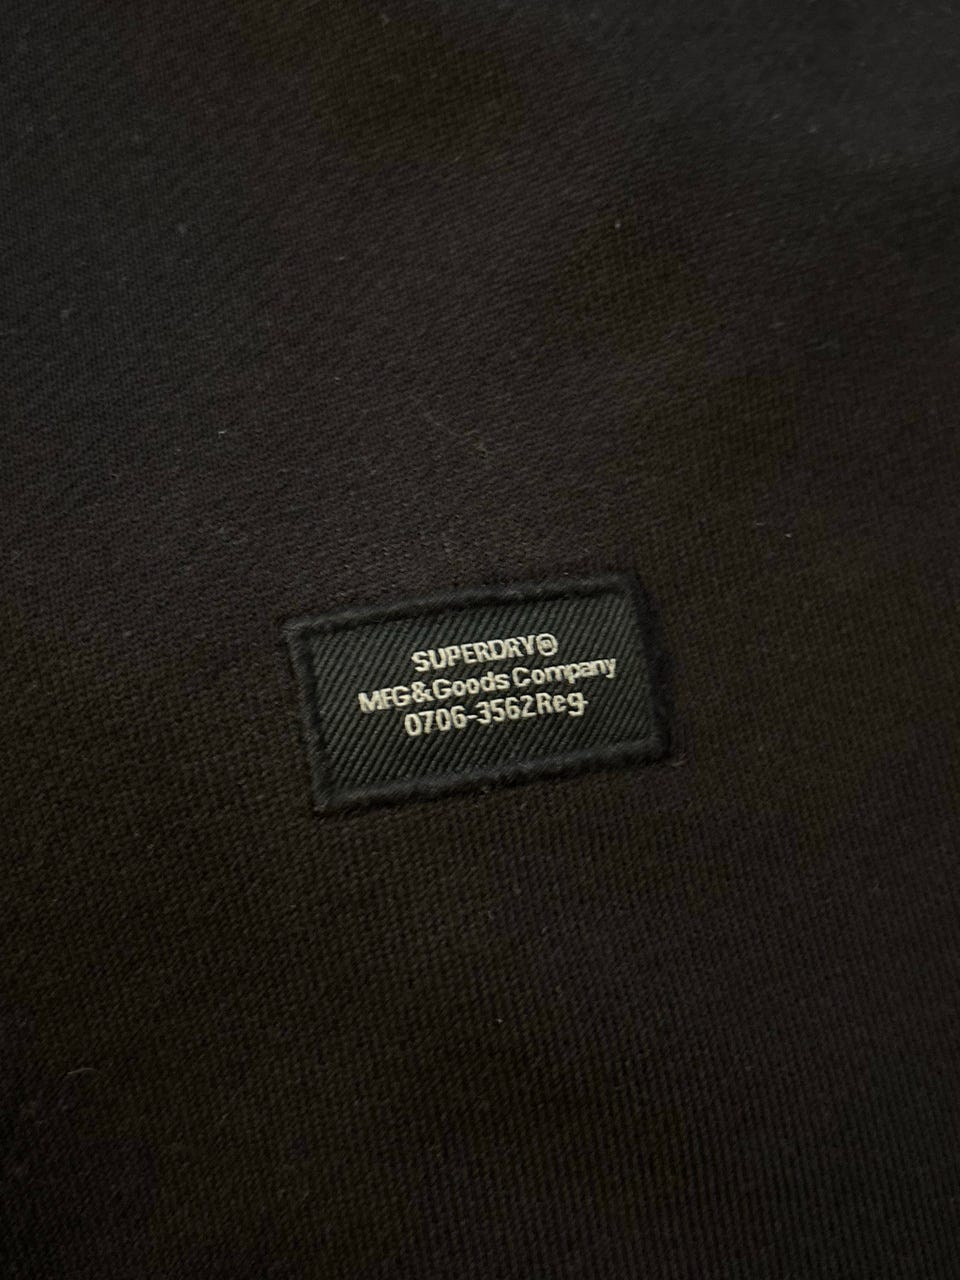 SUPERDRY®
MFG&Goods Company
0706-3562Reg.